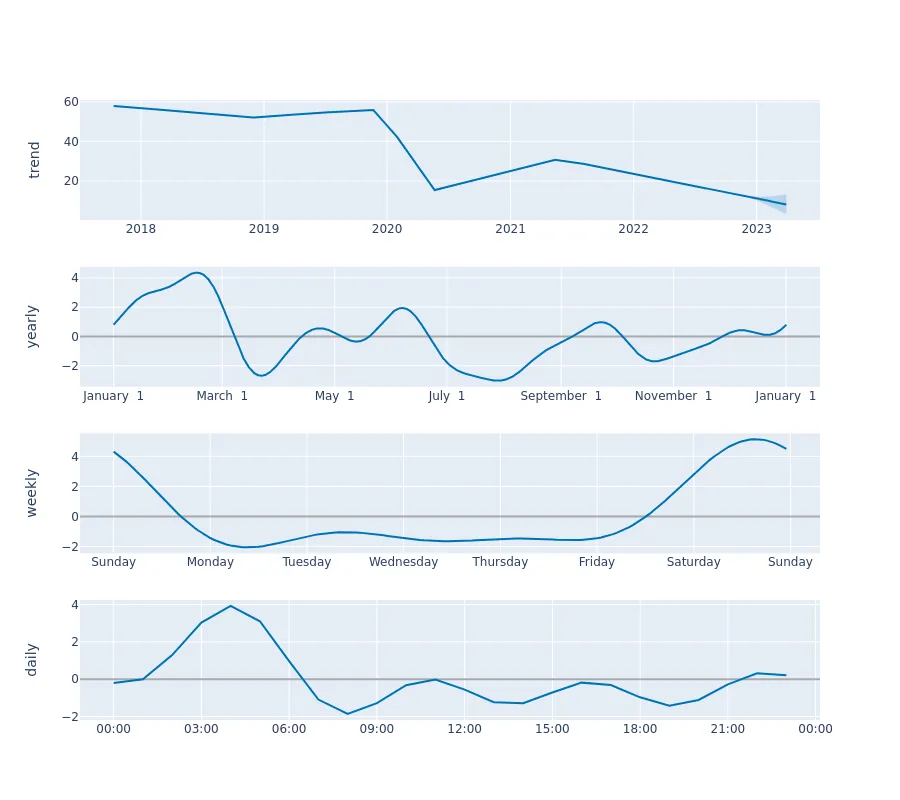 60
40
20
trend
2018 2019 2020 2021 2022 2023
4
2
0
−2
yearly
January 1 March 1 May 1 July 1 September 1 November 1 January 1
4
2
0
−2
weekly
Sunday Monday Tuesday Wednesday Thursday Friday Saturday Sunday
4
2
0
−2
daily
00:00 03:00 06:00 09:00 12:00 15:00 18:00 21:00 00:00